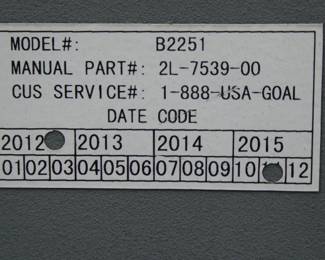 MODEL#: B2251
MANUAL PART#: 2L-7539-00
CUS SERVICE#: 1-888-USA-GOAL
DATE CODE
2012 2013 2014 2015
01 02 03 04 05 06 07 08 09 10 12